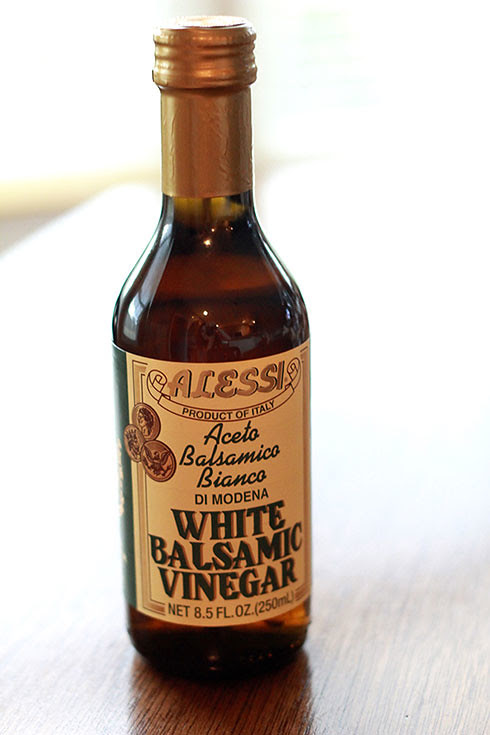 ALESSI
PRODUCT OF ITALY
Aceto
Balsamico
Bianco
DI MODENA
WHITE
BALSAMIC
VINEGAR
NET 8.5 FL. OZ. (250mL)